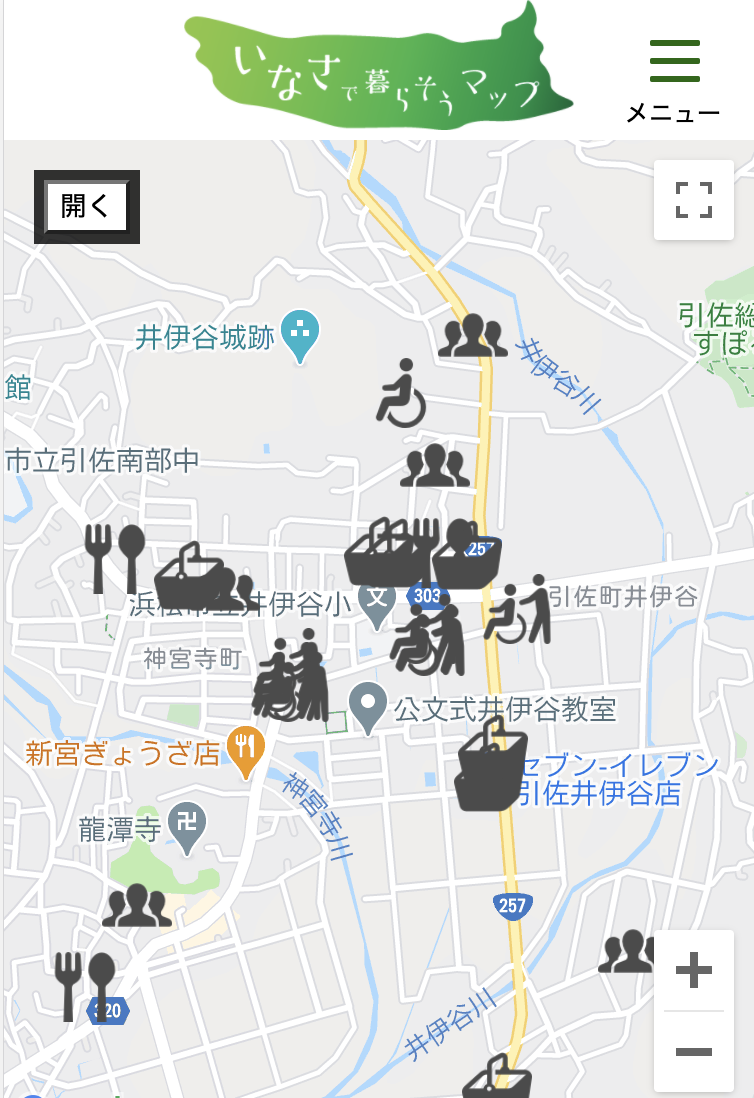 いなさで暮らそうマップ
メニュー
開く
井伊谷城跡
引佐総
すぽ
井伊谷川
館
市立引佐南部中
257
浜松市立井伊谷小
文
303
引佐町井伊谷
神宮寺町
公文式井伊谷教室
新宮ぎょうざ店
セブン-イレブン
引佐井伊谷店
神宮寺川
龍潭寺
卍
257
320
井伊谷川